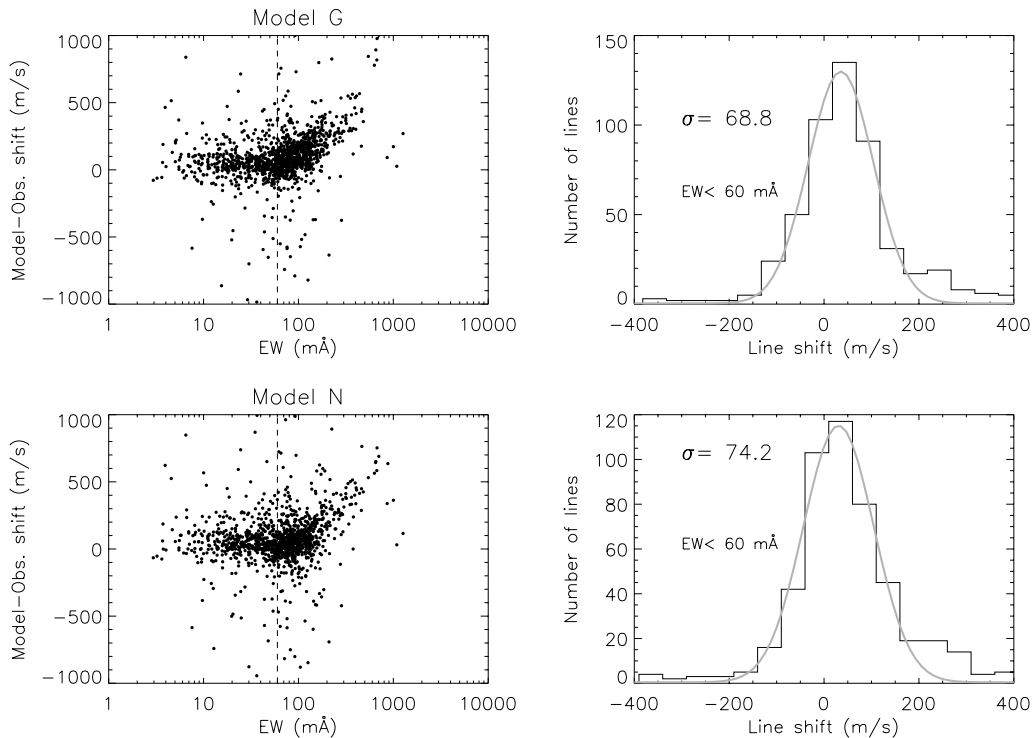 Model G
1000
500
0
−500
−1000
Model−Obs. shift (m/s)
1 10 100 1000 10000
EW (mÅ)
150
100
50
0
Number of lines
σ= 68.8
EW< 60 mÅ
−400 −200 0 200 400
Line shift (m/s)
Model N
1000
500
0
−500
−1000
Model−Obs. shift (m/s)
1 10 100 1000 10000
EW (mÅ)
120
100
80
60
40
20
0
Number of lines
σ= 74.2
EW< 60 mÅ
−400 −200 0 200 400
Line shift (m/s)